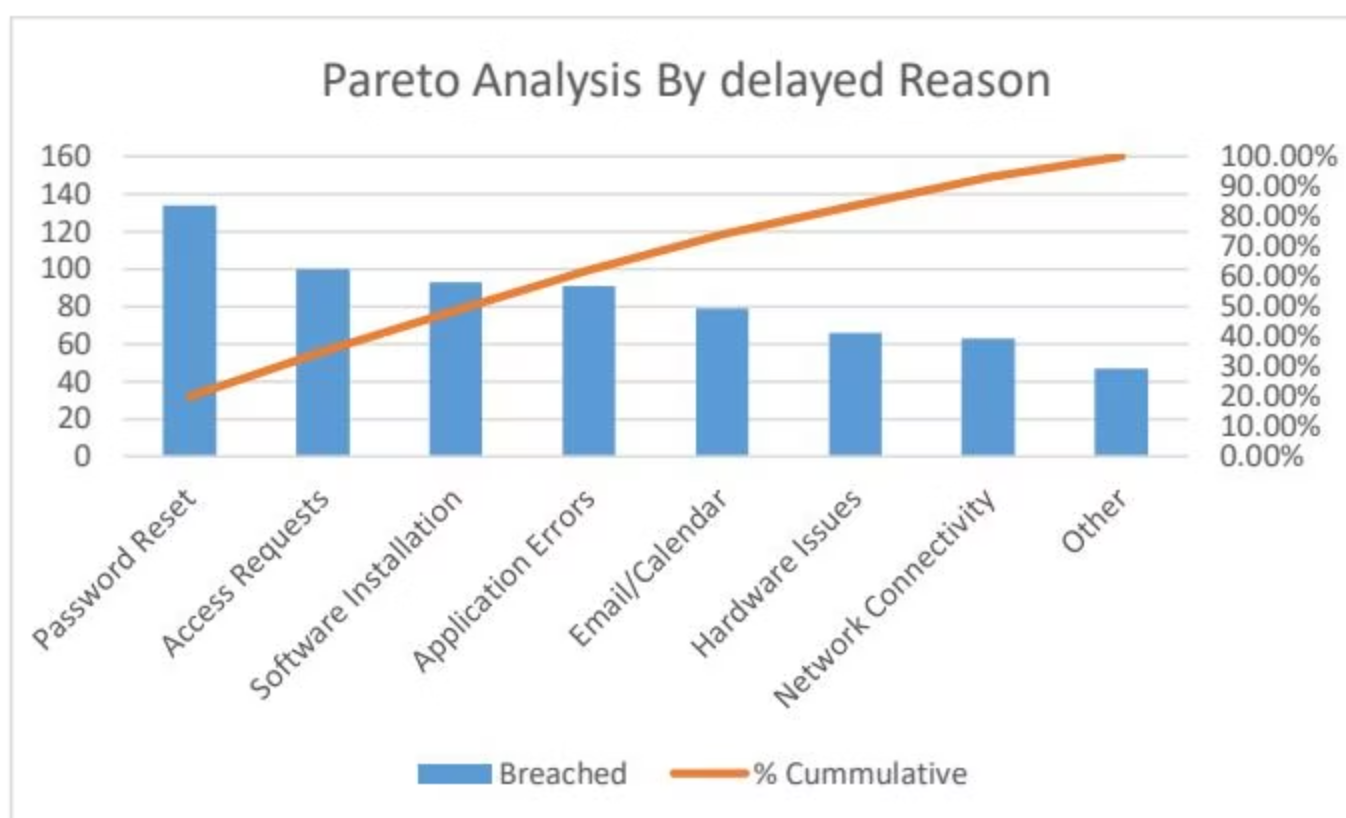 Pareto Analysis By delayed Reason
160
140
120
100
80
60
40
20
0
100.00%
90.00%
80.00%
70.00%
60.00%
50.00%
40.00%
30.00%
20.00%
10.00%
0.00%
Password Reset
Access Requests
Software Installation
Application Errors
Email/Calendar
Hardware Issues
Network Connectivity
Other
Breached
% Cummulative